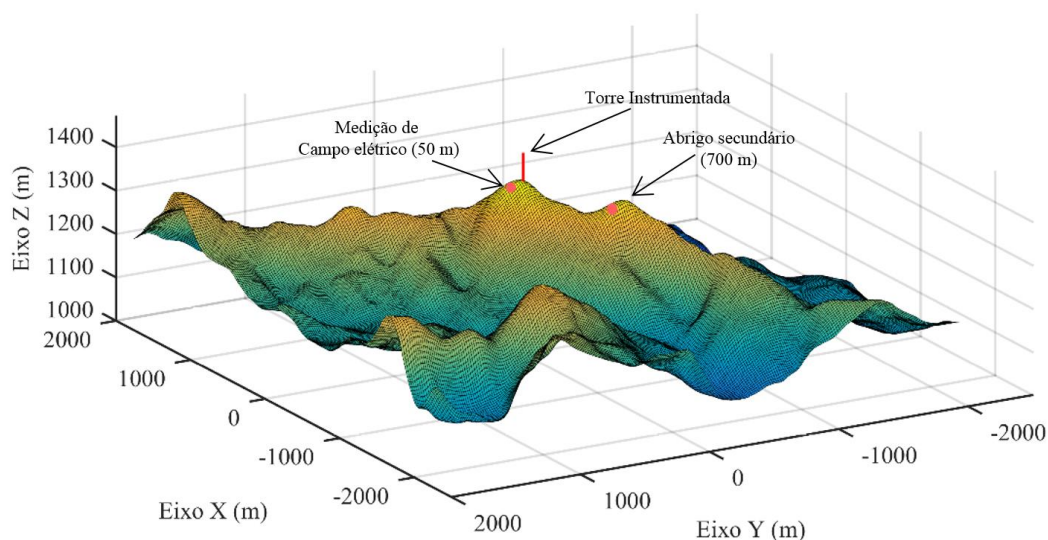 Torre Instrumentada
Medição de
Campo elétrico (50 m)
Abrigo secundário
(700 m)
Eixo Z (m)
1400
1300
1200
1100
1000
2000
1000
0
-1000
-2000
Eixo X (m)
2000
1000
0
-1000
-2000
Eixo Y (m)